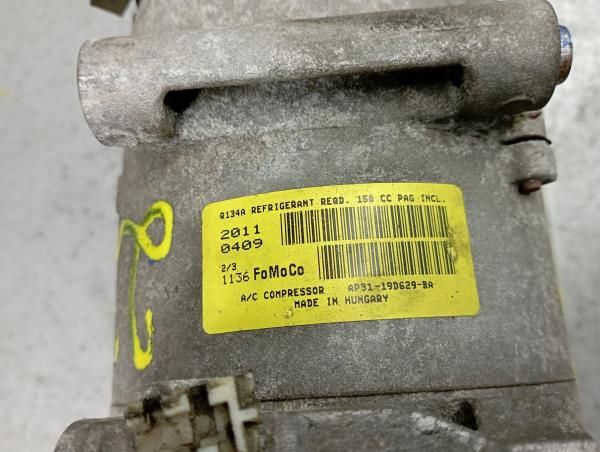 R134A REFRIGERANT REQD. 150 CC PAG INCL.
2011
0409
2/3
1136 FoMoCo
A/C COMPRESSOR AP31-19D629-BA
MADE IN HUNGARY